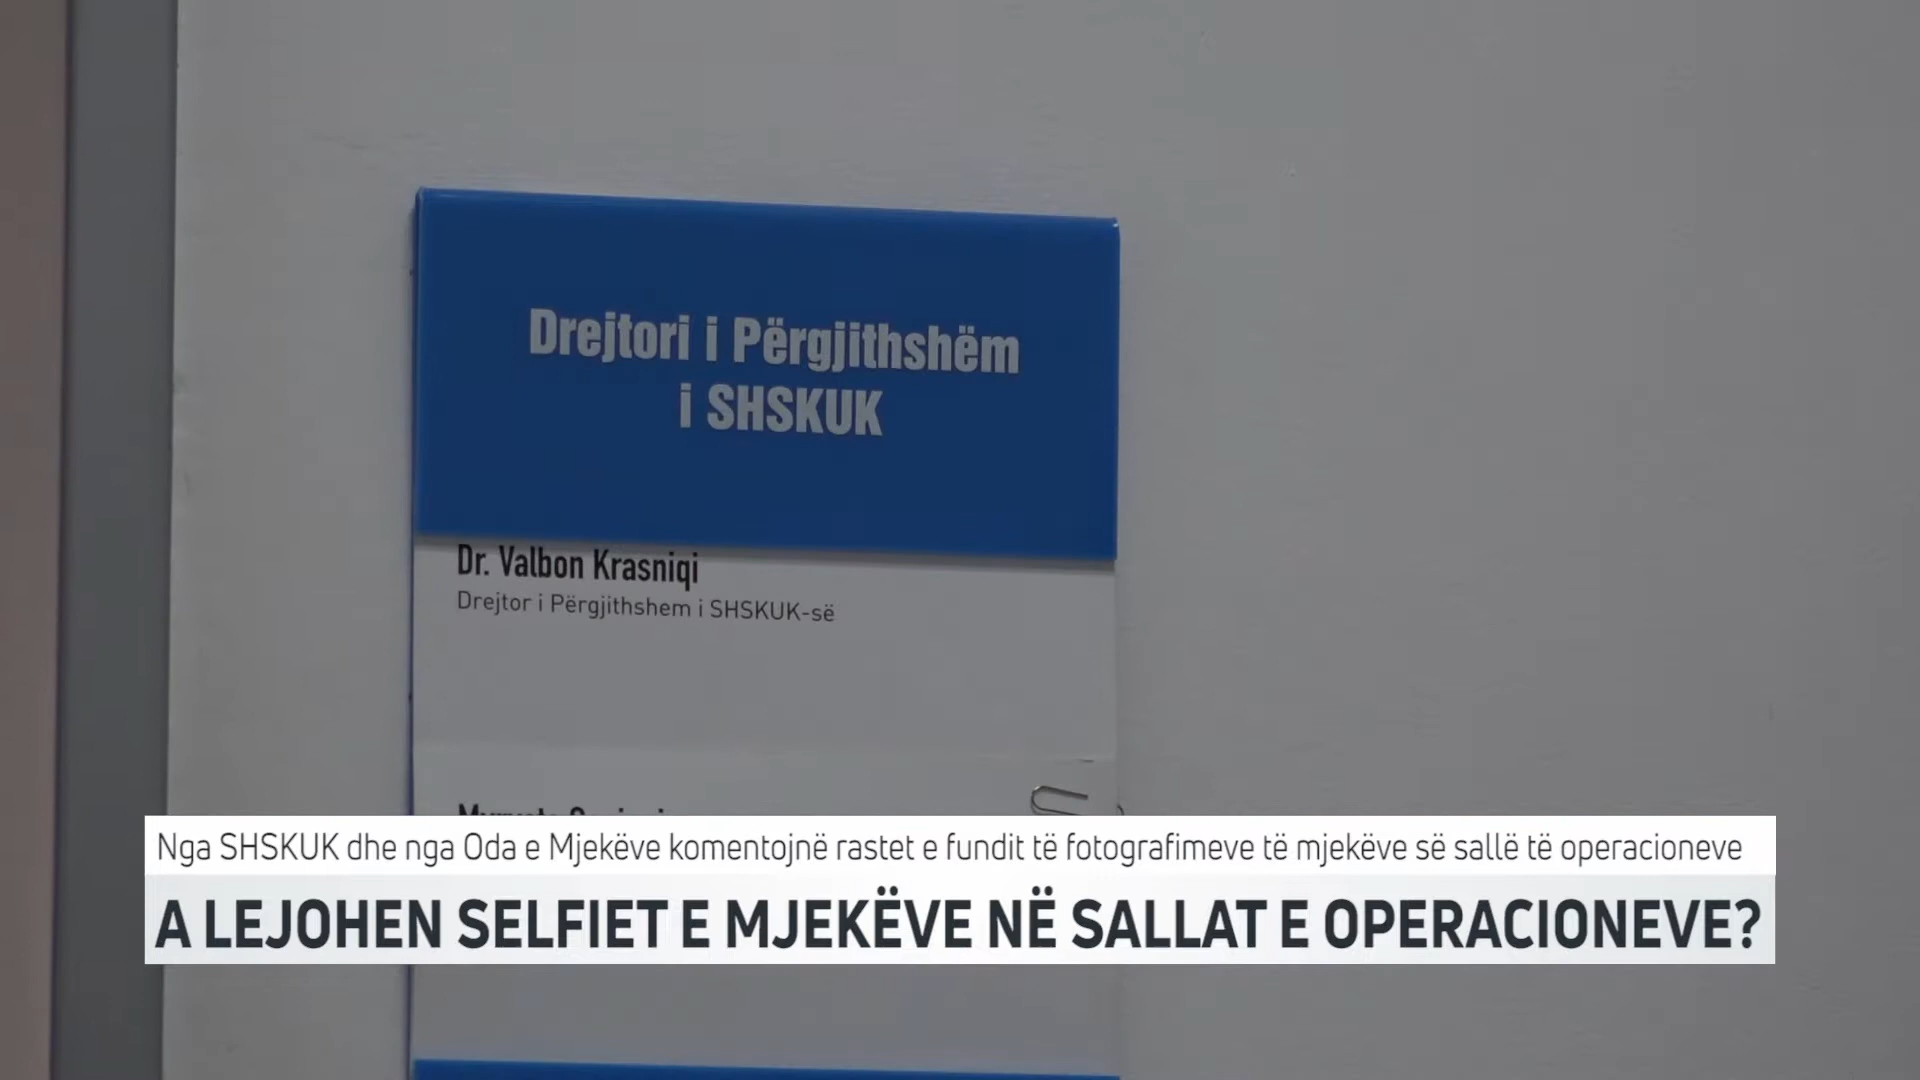 Drejtori i Përgjithshëm
i SHSKUK
Dr. Valbon Krasniqi
Drejtor i Përgjithshem i SHSKUK-së
Nga SHSKUK dhe nga Oda e Mjekëve komentojnë rastet e fundit të fotografimeve të mjekëve së sallë të operacioneve
A LEJOHEN SELFIET E MJEKËVE NË SALLAT E OPERACIONEVE?